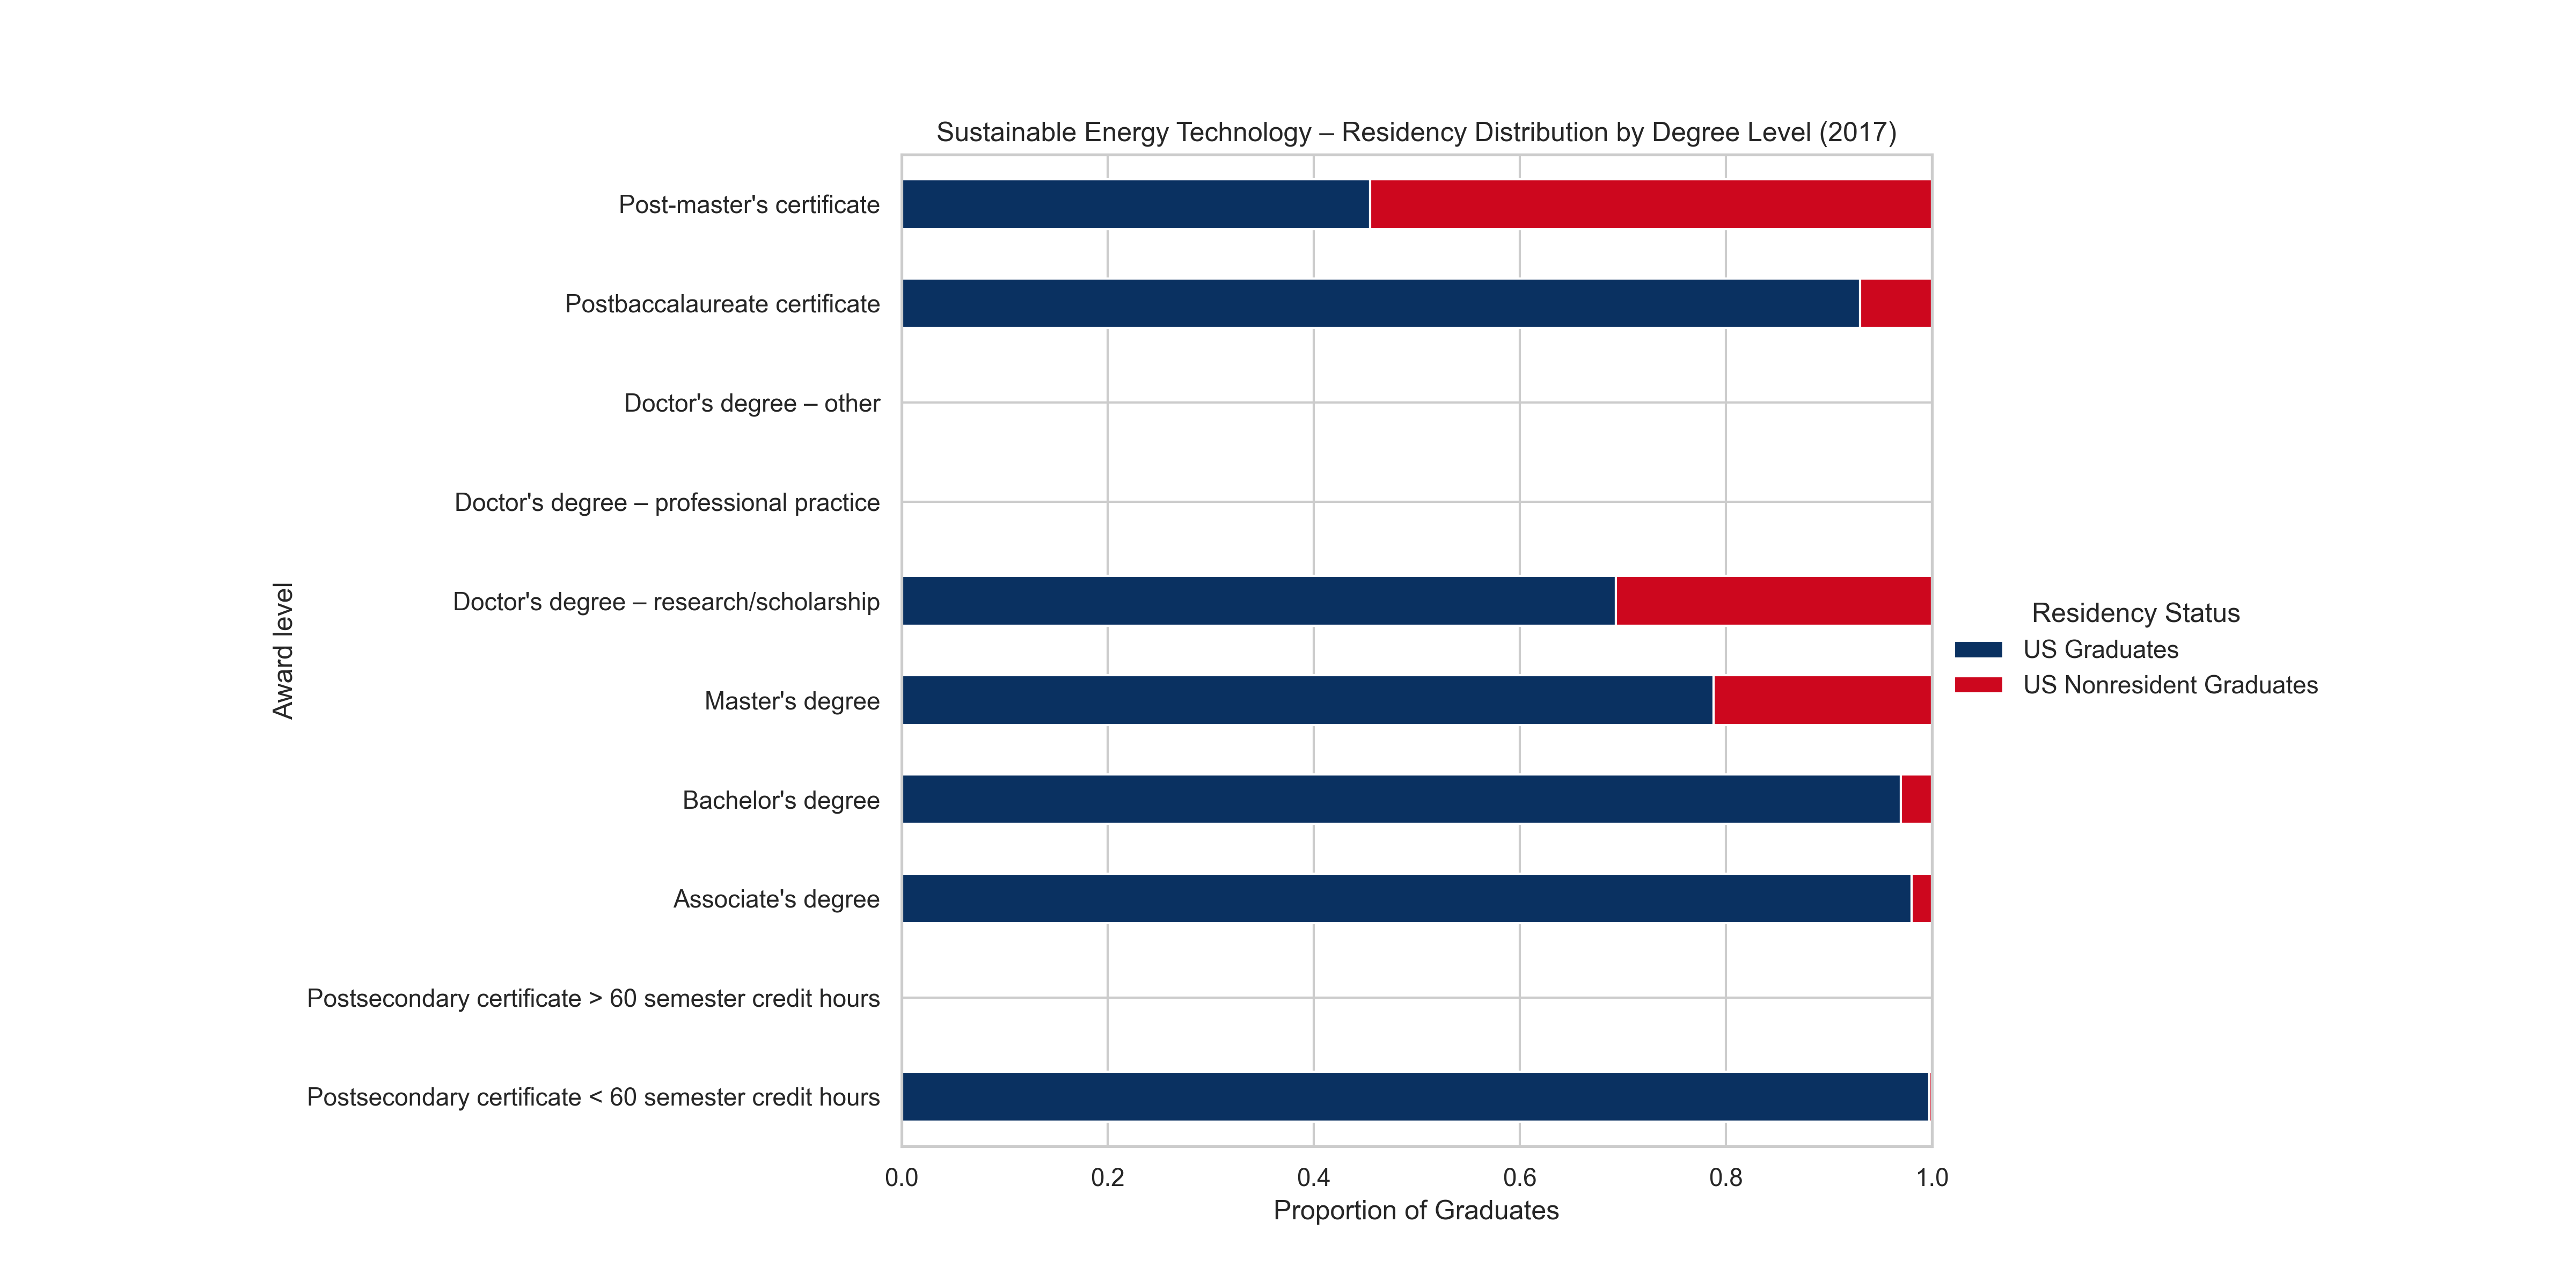 Sustainable Energy Technology – Residency Distribution by Degree Level (2017)
Award level
Post-master's certificate
Postbaccalaureate certificate
Doctor's degree – other
Doctor's degree – professional practice
Doctor's degree – research/scholarship
Master's degree
Bachelor's degree
Associate's degree
Postsecondary certificate > 60 semester credit hours
Postsecondary certificate < 60 semester credit hours
0.0 0.2 0.4 0.6 0.8 1.0
Proportion of Graduates
Residency Status
US Graduates
US Nonresident Graduates